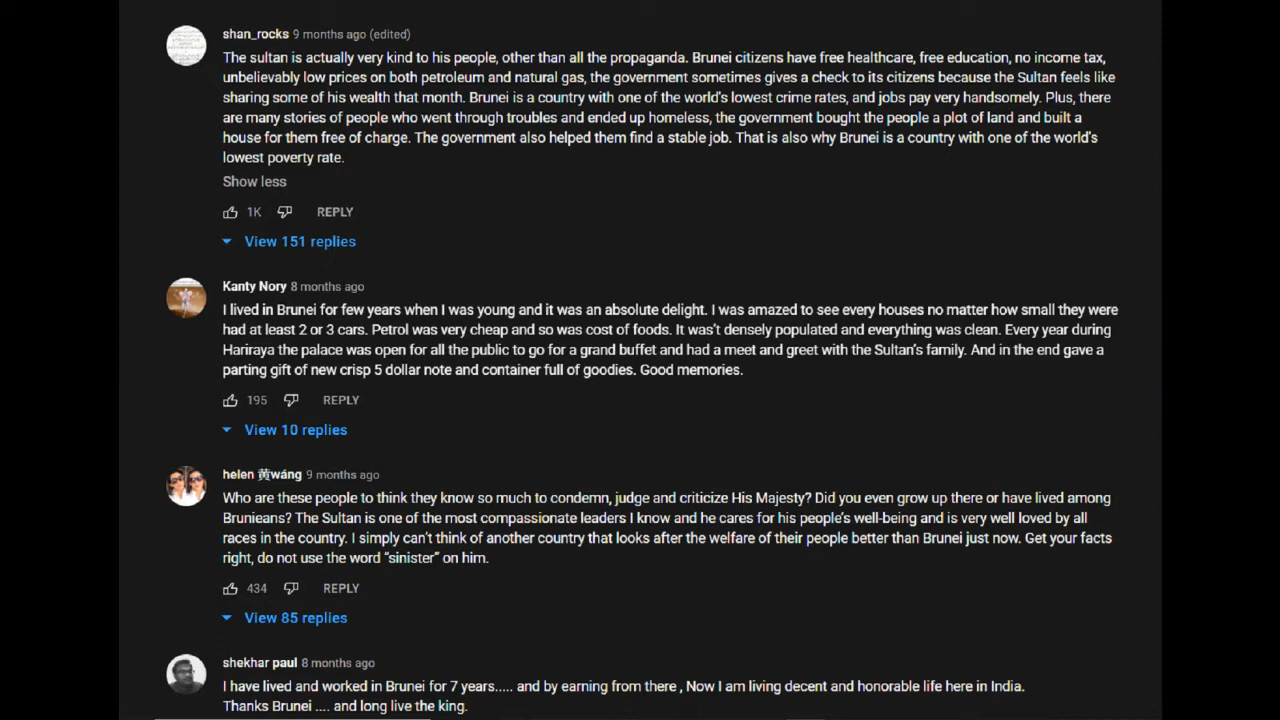 shan_rocks 9 months ago (edited)
The sultan is actually very kind to his people, other than all the propaganda. Brunei citizens have free healthcare, free education, no income tax,
unbelievably low prices on both petroleum and natural gas, the government sometimes gives a check to its citizens because the Sultan feels like
sharing some of his wealth that month. Brunei is a country with one of the world's lowest crime rates, and jobs pay very handsomely. Plus, there
are many stories of people who went through troubles and ended up homeless, the government bought the people a plot of land and built a
house for them free of charge. The government also helped them find a stable job. That is also why Brunei is a country with one of the world's
lowest poverty rate.
Show less
1K REPLY
View 151 replies
Kanty Nory 8 months ago
I lived in Brunei for few years when I was young and it was an absolute delight. I was amazed to see every houses no matter how small they were
had at least 2 or 3 cars. Petrol was very cheap and so was cost of foods. It was't densely populated and everything was clean. Every year during
Hariraya the palace was open for all the public to go for a grand buffet and had a meet and greet with the Sultan's family. And in the end gave a
parting gift of new crisp 5 dollar note and container full of goodies. Good memories.
195 REPLY
View 10 replies
helen 黄wáng 9 months ago
Who are these people to think they know so much to condemn, judge and criticize His Majesty? Did you even grow up there or have lived among
Brunieans? The Sultan is one of the most compassionate leaders I know and he cares for his people's well-being and is very well loved by all
races in the country. I simply can't think of another country that looks after the welfare of their people better than Brunei just now. Get your facts
right, do not use the word “sinister” on him.
434 REPLY
View 85 replies
shekhar paul 8 months ago
I have lived and worked in Brunei for 7 years..... and by earning from there , Now I am living decent and honorable life here in India.
Thanks Brunei .... and long live the king.